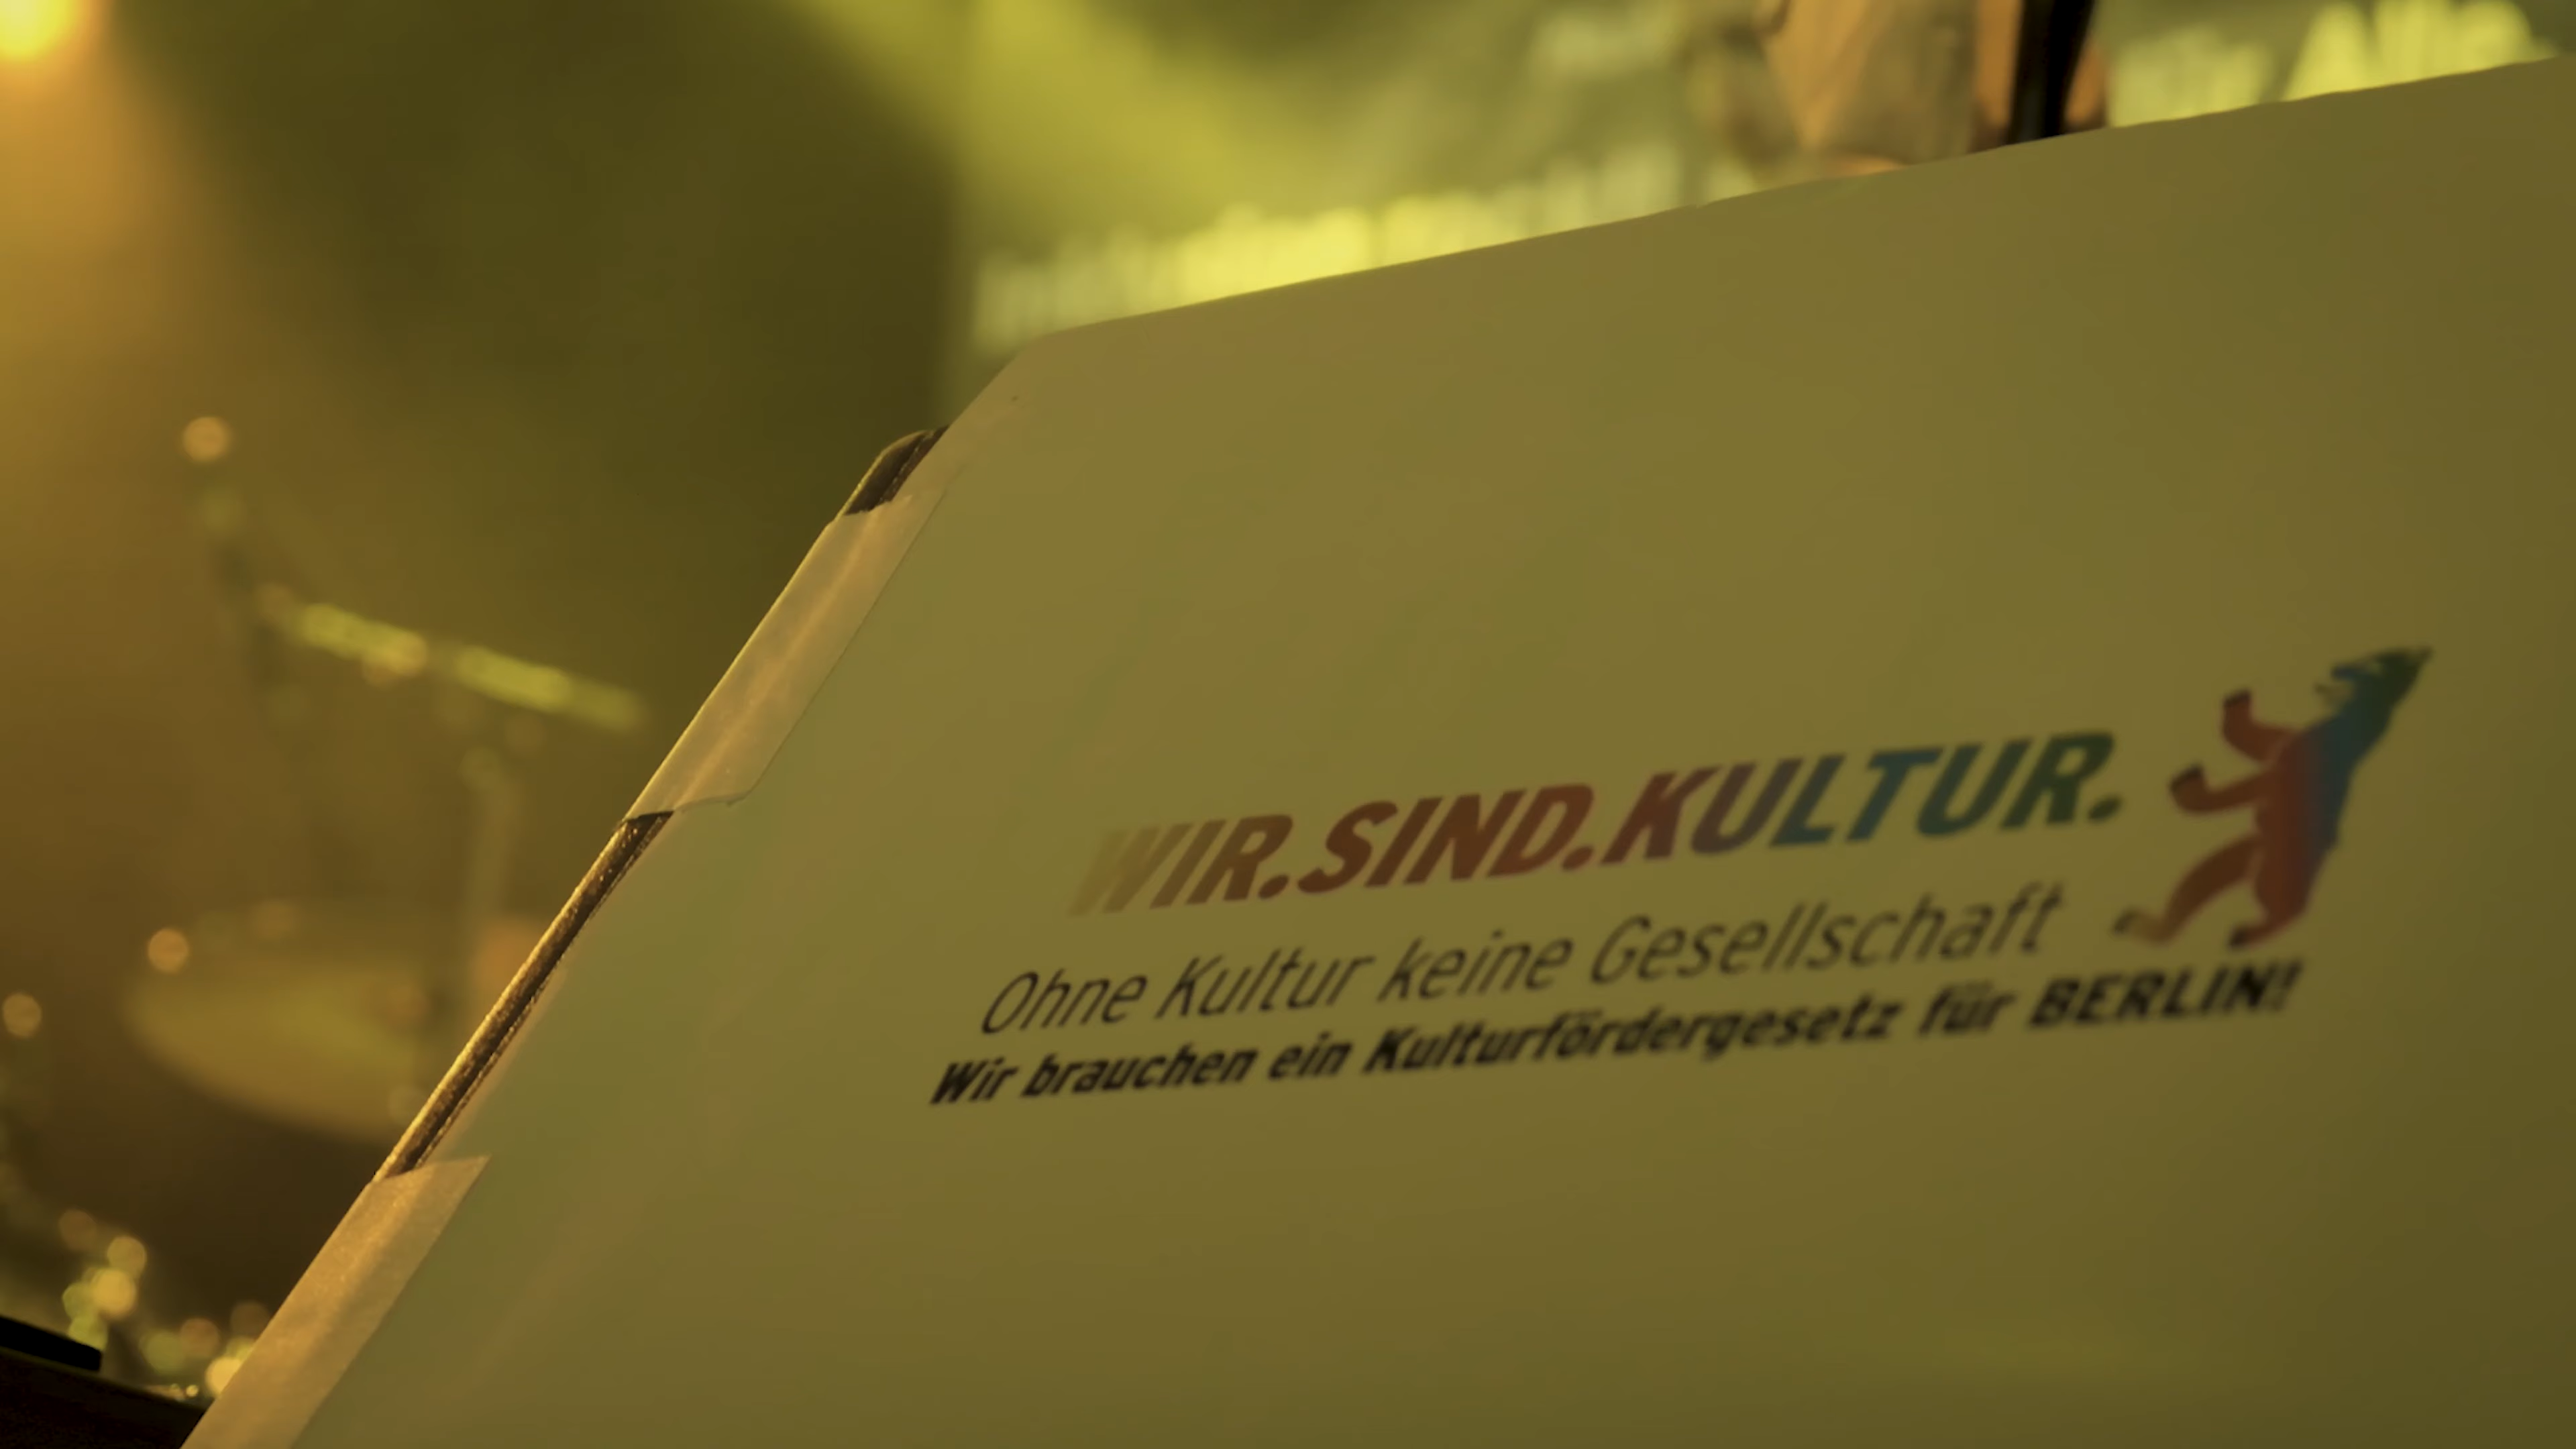 WIR.SIND.KULTUR.
Ohne Kultur keine Gesellschaft
Wir brauchen ein Kulturfördergesetz für BERLIN!